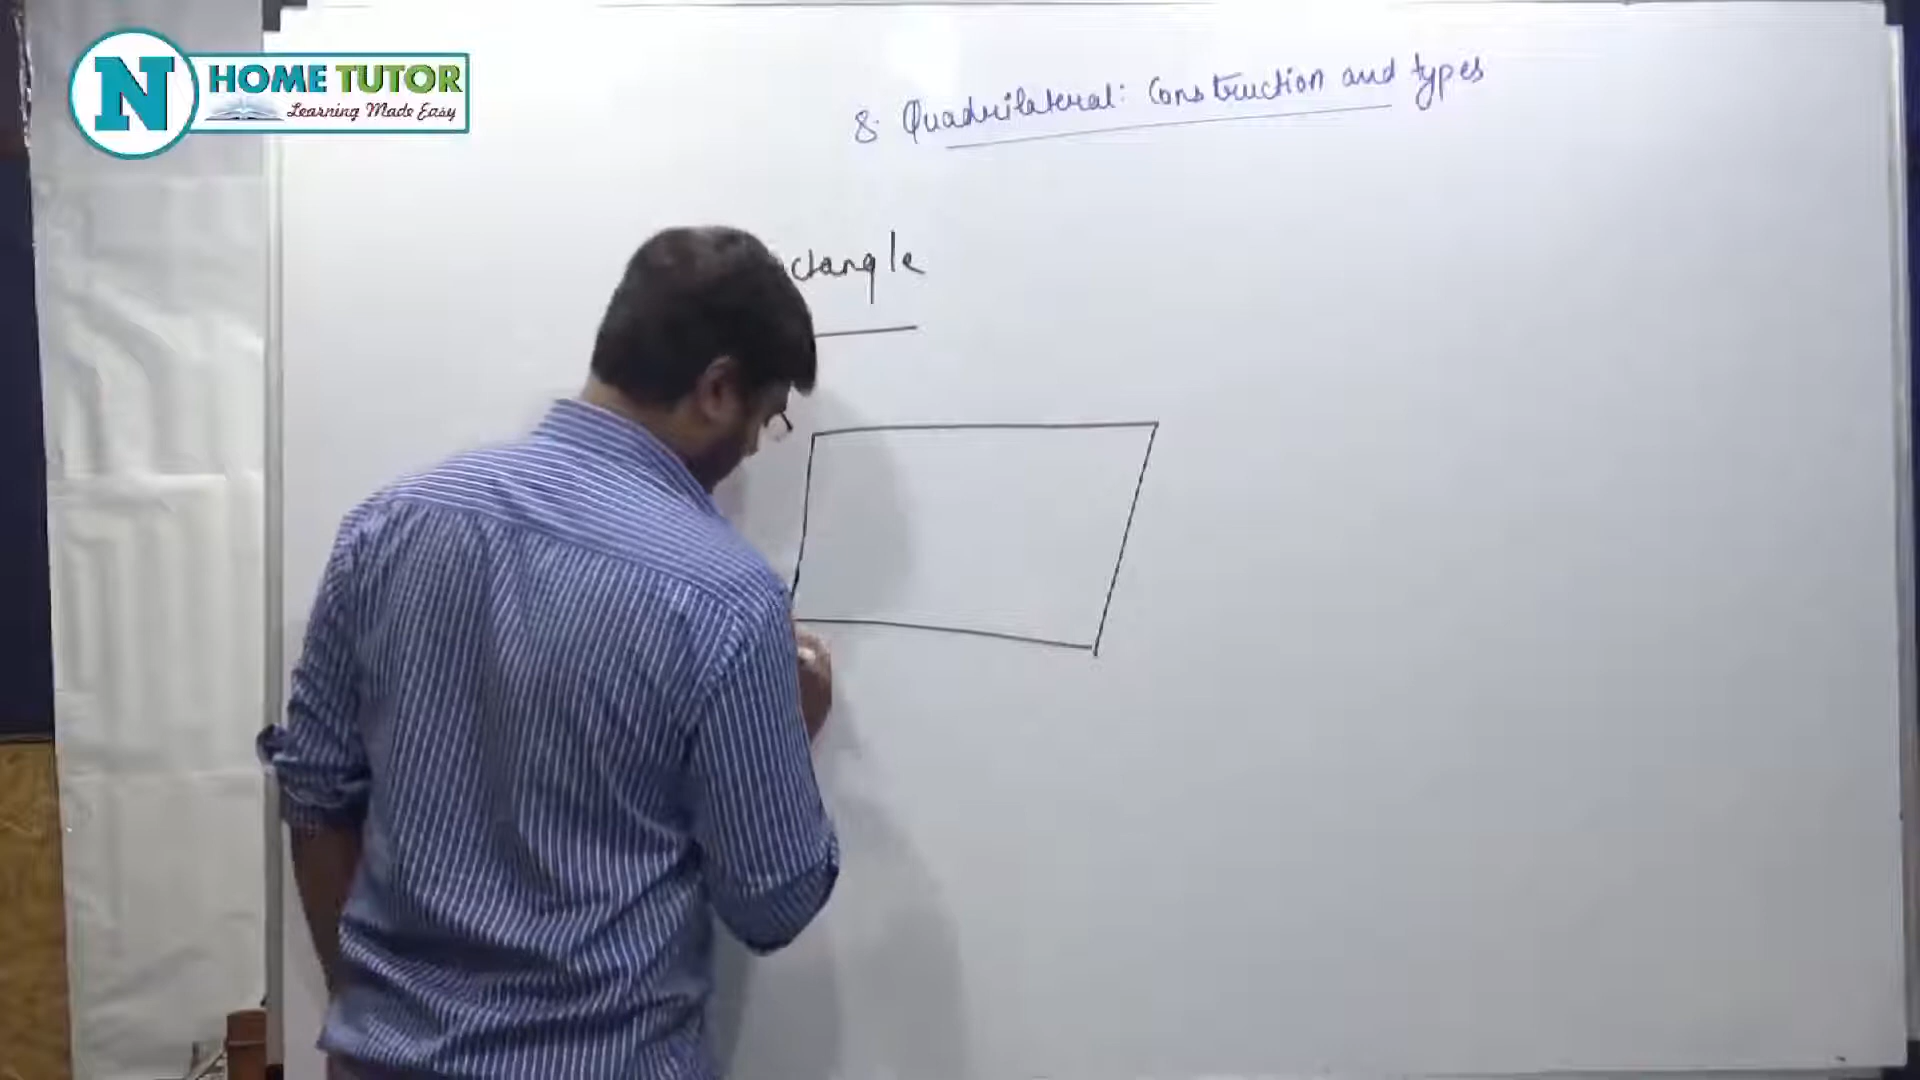 N HOME TUTOR
Learning Made Easy
8. Quadrilateral: Construction and types
ctangle